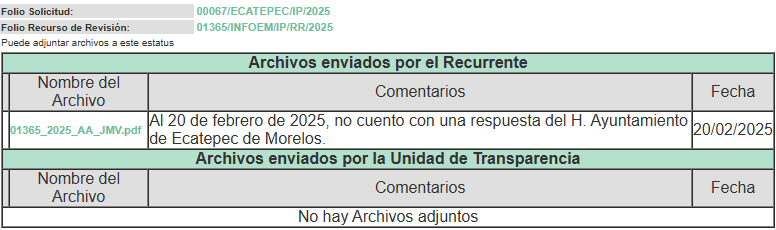 Folio Solicitud: 00067/ECATEPEC/IP/2025
Folio Recurso de Revisión: 01365/INFOEM/IP/RR/2025
Puede adjuntar archivos a este estatus
Archivos enviados por el Recurrente
Nombre del
Archivo
Comentarios
Fecha
01365_2025_AA_JMV.pdf
Al 20 de febrero de 2025, no cuento con una respuesta del H. Ayuntamiento
de Ecatepec de Morelos.
20/02/2025
Archivos enviados por la Unidad de Transparencia
Nombre del
Archivo
Comentarios
Fecha
No hay Archivos adjuntos